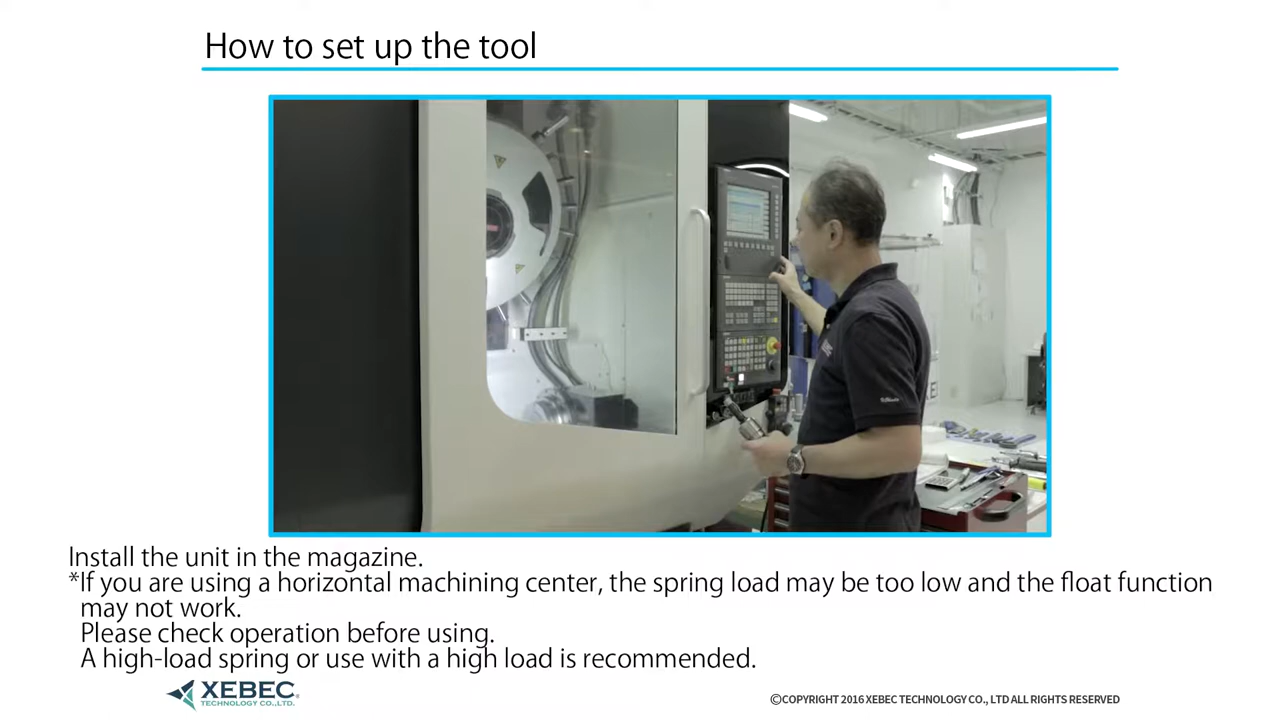 How to set up the tool
Install the unit in the magazine.
*If you are using a horizontal machining center, the spring load may be too low and the float function
may not work.
Please check operation before using.
A high-load spring or use with a high load is recommended.
XEBEC
TECHNOLOGY CO.,LTD.
©COPYRIGHT 2016 XEBEC TECHNOLOGY CO., LTD ALL RIGHTS RESERVED